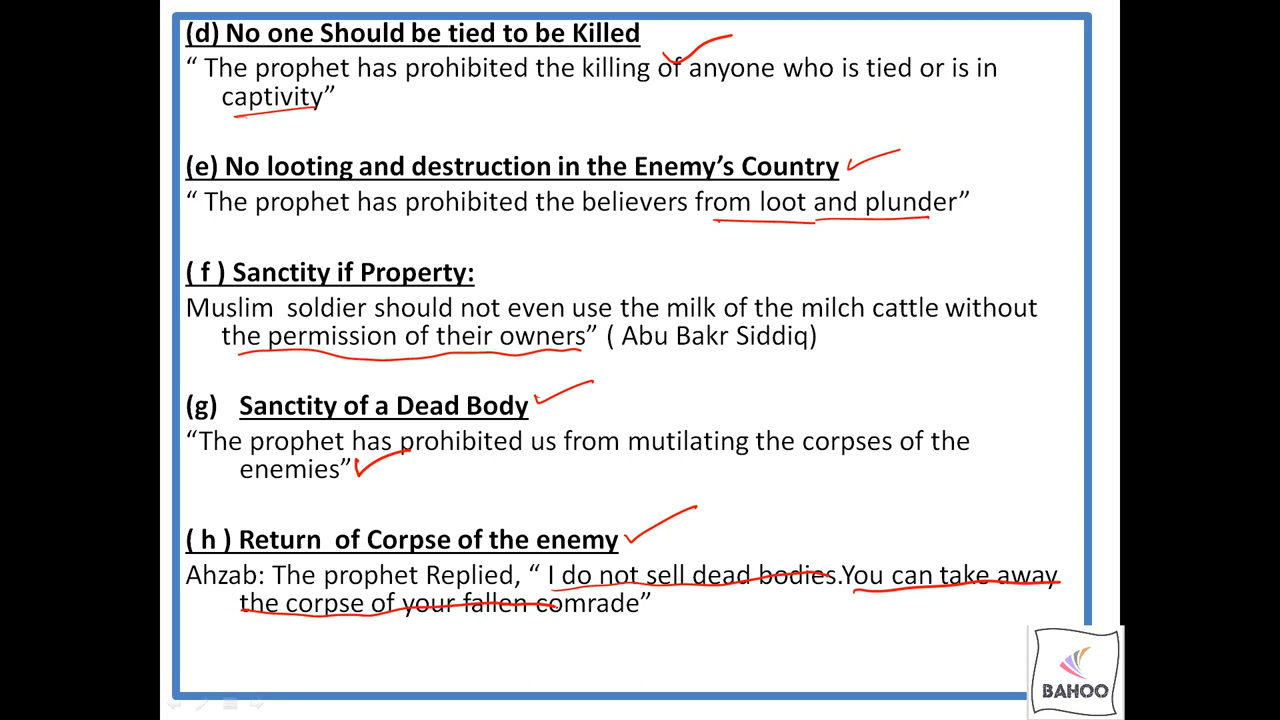 (d) No one Should be tied to be Killed
“ The prophet has prohibited the killing of anyone who is tied or is in
captivity”
(e) No looting and destruction in the Enemy’s Country
“ The prophet has prohibited the believers from loot and plunder”
( f ) Sanctity if Property:
Muslim soldier should not even use the milk of the milch cattle without
the permission of their owners” ( Abu Bakr Siddiq)
(g) Sanctity of a Dead Body
“The prophet has prohibited us from mutilating the corpses of the
enemies”
( h ) Return of Corpse of the enemy
Ahzab: The prophet Replied, “ I do not sell dead bodies.You can take away
the corpse of your fallen comrade”
BAHOO